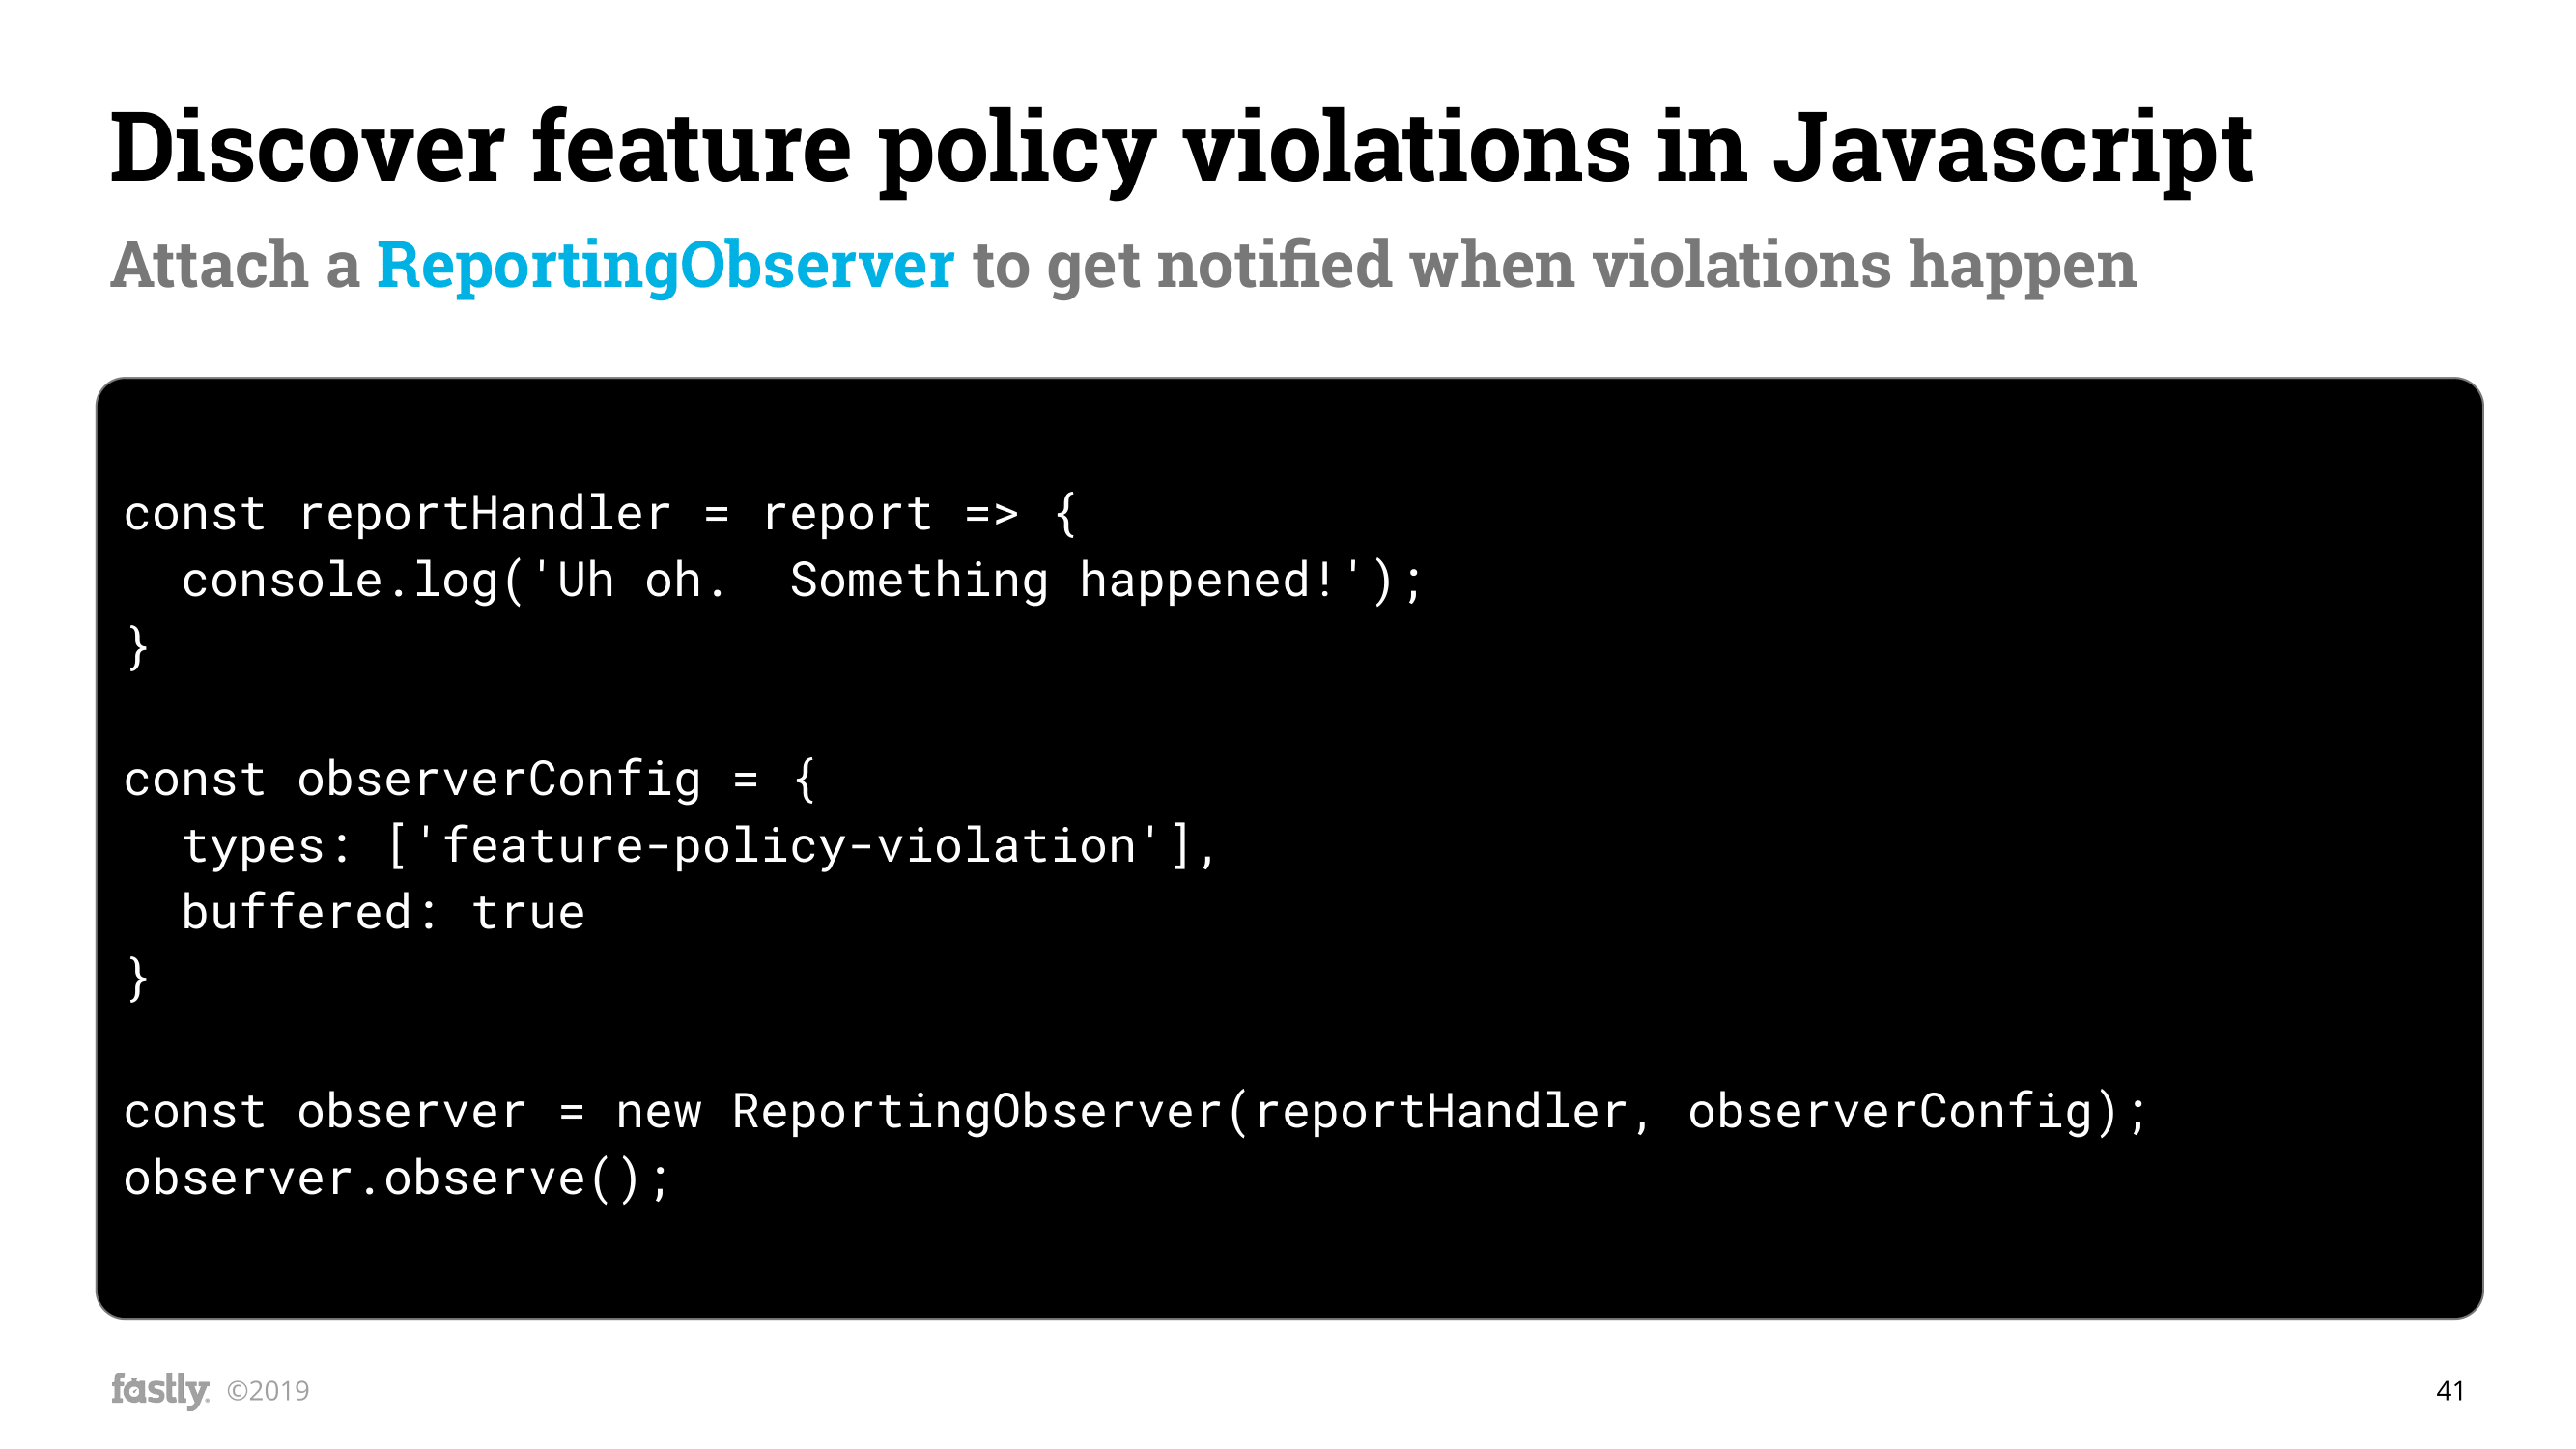 Discover feature policy violations in Javascript
Attach a ReportingObserver to get notified when violations happen
const reportHandler = report => {
  console.log('Uh oh.  Something happened!');
}
const observerConfig = {
  types: ['feature-policy-violation'],
  buffered: true
}
const observer = new ReportingObserver(reportHandler, observerConfig);
observer.observe();
fastly ©2019
41